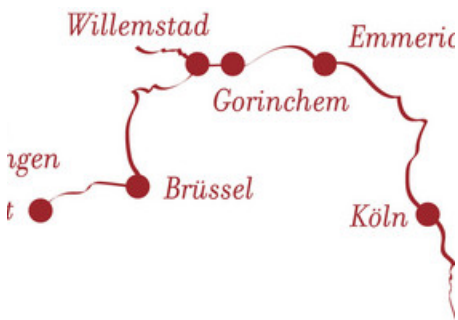 Willemstad
Emmeric
Gorinchem
ngen
Brüssel
t
Köln